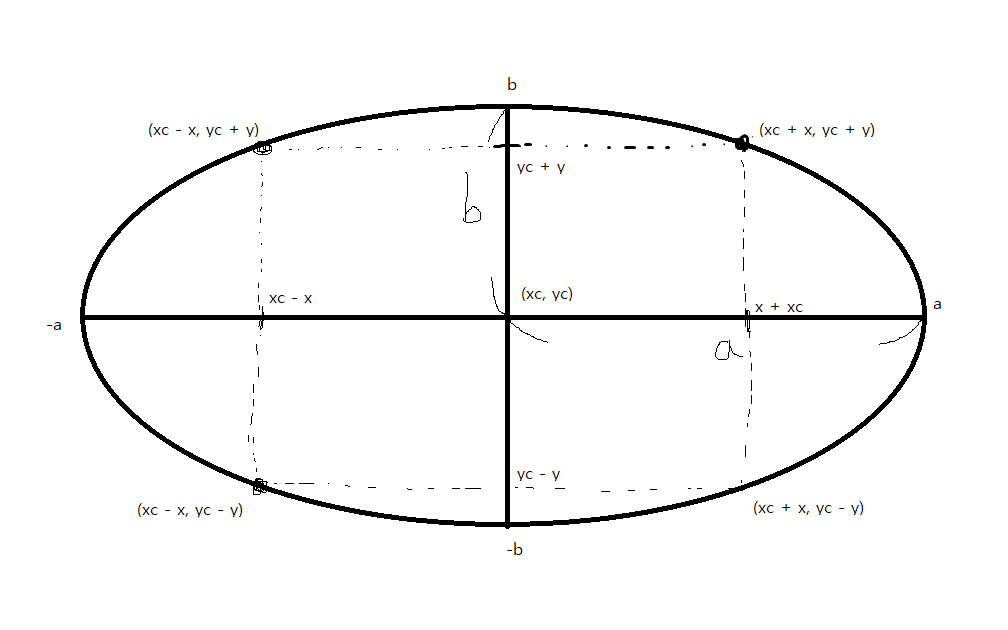 b
(xc - x, yc + y)
(xc + x, yc + y)
yc + y
b
xc - x
(xc, yc)
x + xc
a
-a
a
yc - y
(xc - x, yc - y)
(xc + x, yc - y)
-b